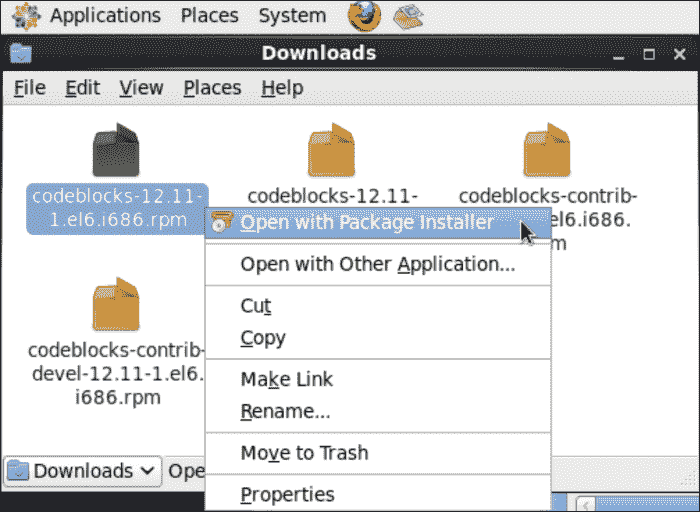 Applications Places System
Downloads
File Edit View Places Help
codeblocks-12.11-
1.el6.i686.rpm
codeblocks-12.11-
codeblocks-contrib-
el6.i686.
m
Open with Package Installer
Open with Other Application...
Cut
Copy
Make Link
Rename...
Move to Trash
Properties
codeblocks-contrib-
devel-12.11-1.el6.
i686.rpm
Downloads Ope